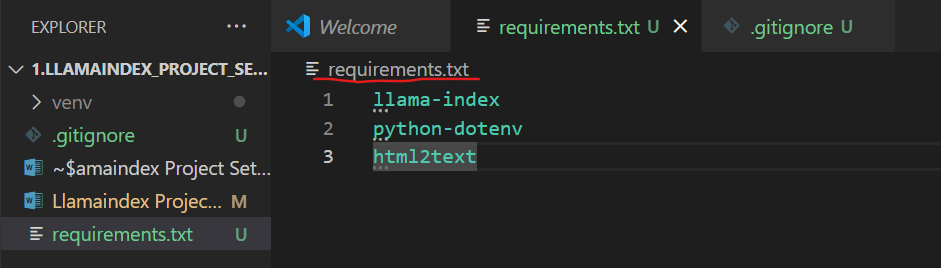 EXPLORER
1.LLAMAINDEX_PROJECT_SE...
venv
.gitignore U
~$amaindex Project Set...
Llamaindex Projec... M
requirements.txt U
Welcome
requirements.txt U
.gitignore U
requirements.txt
1 llama-index
2 python-dotenv
3 html2text